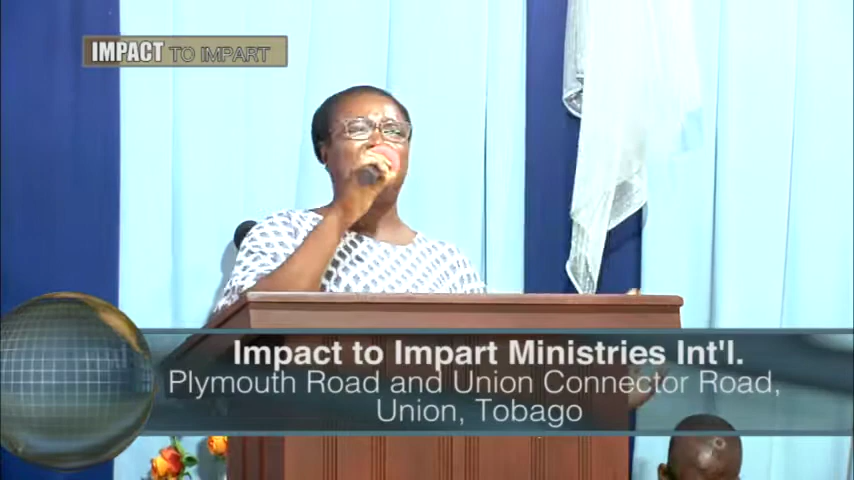 IMPACT TO IMPART
Impact to Impart Ministries Int'l.
Plymouth Road and Union Connector Road,
Union, Tobago